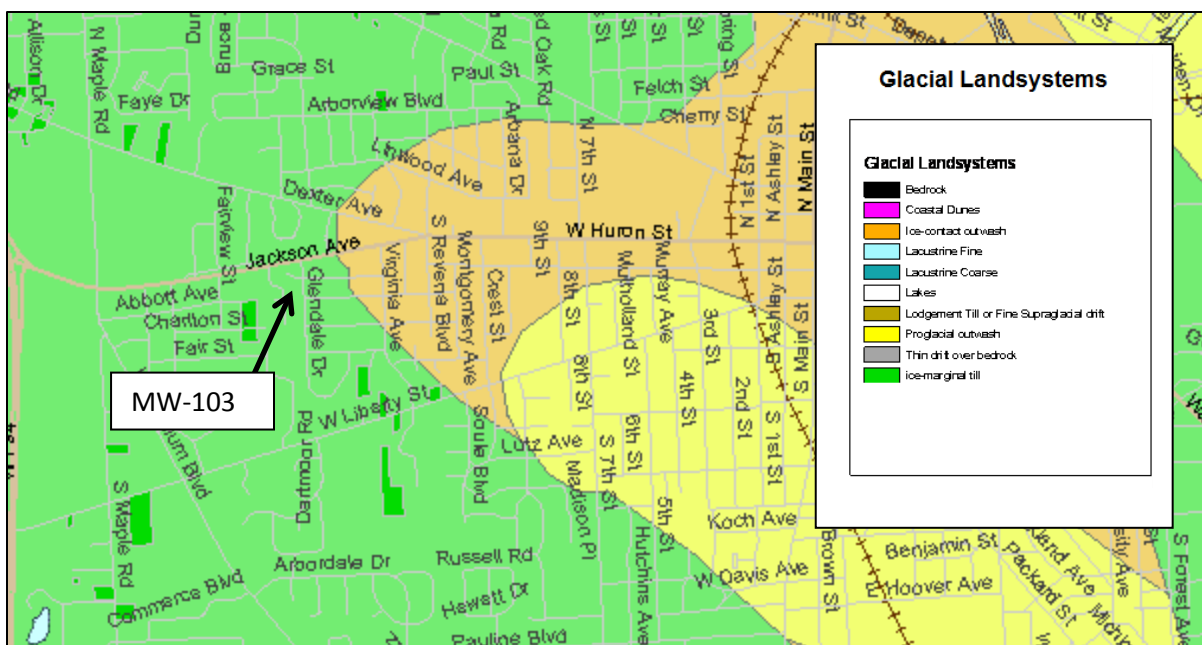 Allison Dr
N Maple Rd
Bruce
Grace St
Faye Dr
Arborview Blvd
Paul St
Red Oak Rd
Felch St
Cherry St
Spring St
Arbana Dr
N 7th St
Linwood Ave
Dexter Ave
N 1st St
N Ashley St
N Main St
Fairview St
Jackson Ave
W Huron St
Abbott Ave
Charlton St
Fair St
Glendale Dr
Virginia Ave
S Revena Blvd
Montgomery Ave
Crest St
9th St
8th St
Mulholland St
Murray Ave
3rd St
S Ashley St
S Main St
MW-103
W Liberty St
8th St
6th St
4th St
2nd St
S 1st St
Lutz Ave
Soule Blvd
S 7th St
Madison Pl
5th St
Koch Ave
Dartmoor Rd
S Maple Rd
Arbordale Dr
Russell Rd
Hutchins Ave
W Davis Ave
Brown St
Benjamin St
E Hoover Ave
Packard St
S Forest Ave
Commerce Blvd
Hewett Dr
Pauline Blvd
Glacial Landsystems
Glacial Landsystems
Bedrock
Coastal Dunes
Ice-contact outwash
Lacustrine Fine
Lacustrine Coarse
Lakes
Lodgement Till or Fine Supraglacial drift
Proglacial outwash
Thin drift over bedrock
ice-marginal till